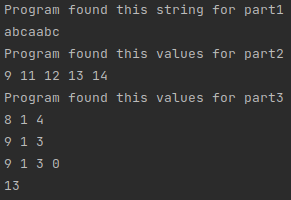 Program found this string for part1
abcaabc
Program found this values for part2
9 11 12 13 14
Program found this values for part3
8 1 4
9 1 3
9 1 3 0
13